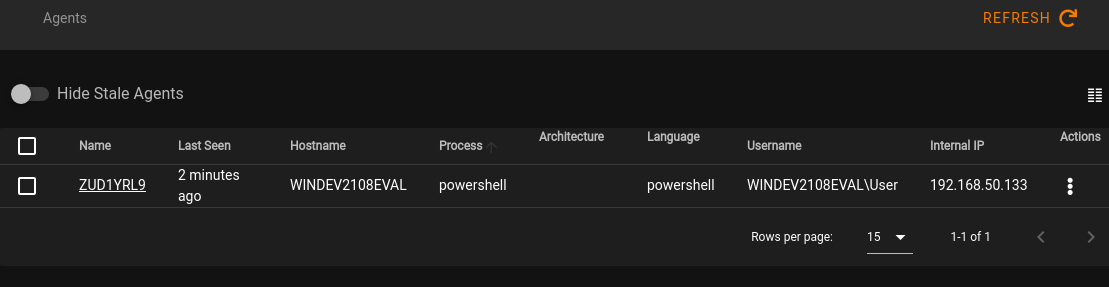 Agents REFRESH
Hide Stale Agents
Name Last Seen Hostname Process Architecture Language Username Internal IP Actions
ZUD1YRL9 2 minutes ago WINDEV2108EVAL powershell powershell WINDEV2108EVAL\User 192.168.50.133
Rows per page: 15 1-1 of 1